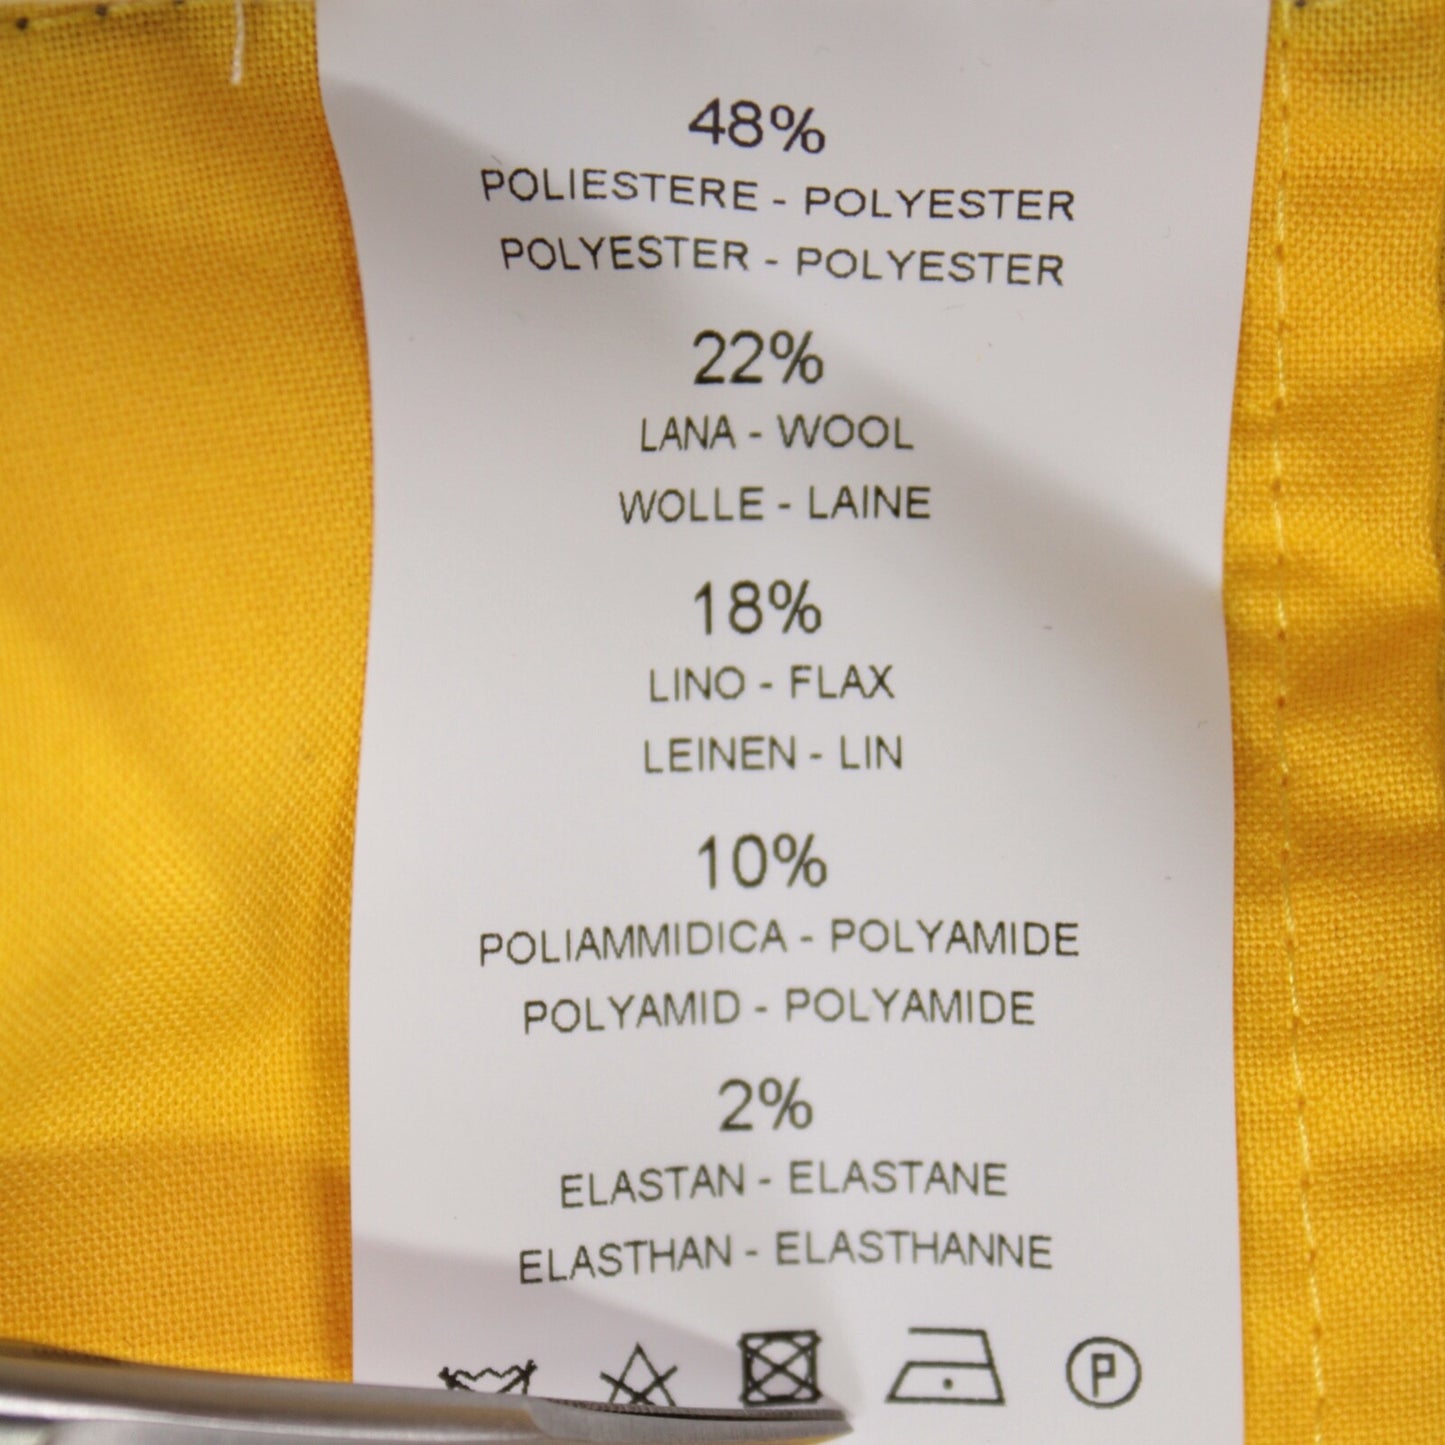 48%
POLIESTERE - POLYESTER
POLYESTER - POLYESTER
22%
LANA - WOOL
WOLLE - LAINE
18%
LINO - FLAX
LEINEN - LIN
10%
POLIAMMIDICA - POLYAMIDE
POLYAMID - POLYAMIDE
2%
ELASTAN - ELASTANE
ELASTHAN - ELASTHANNE
P